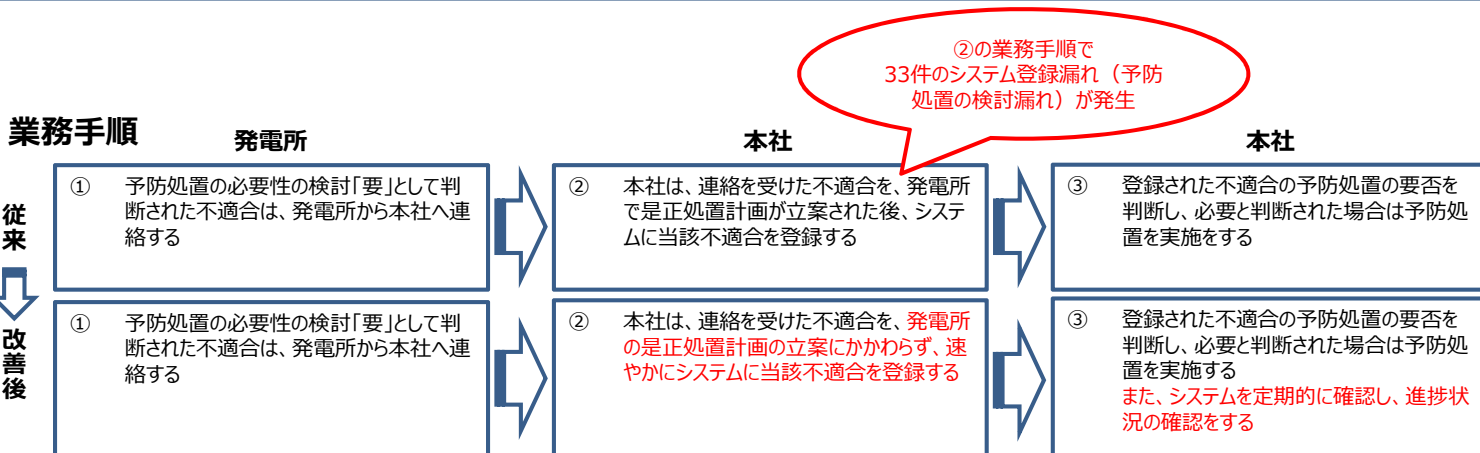 ②の業務手順で
33件のシステム登録漏れ（予防
処置の検討漏れ）が発生
業務手順
発電所
本社
本社
従来
① 予防処置の必要性の検討「要」として判
断された不適合は、発電所から本社へ連
絡する
② 本社は、連絡を受けた不適合を、発電所
で是正処置計画が立案された後、システ
ムに当該不適合を登録する
③ 登録された不適合の予防処置の要否を
判断し、必要と判断された場合は予防処
置を実施をする
改善後
① 予防処置の必要性の検討「要」として判
断された不適合は、発電所から本社へ連
絡する
② 本社は、連絡を受けた不適合を、発電所
の是正処置計画の立案にかかわらず、速
やかにシステムに当該不適合を登録する
③ 登録された不適合の予防処置の要否を
判断し、必要と判断された場合は予防処
置を実施する
また、システムを定期的に確認し、進捗状
況の確認をする